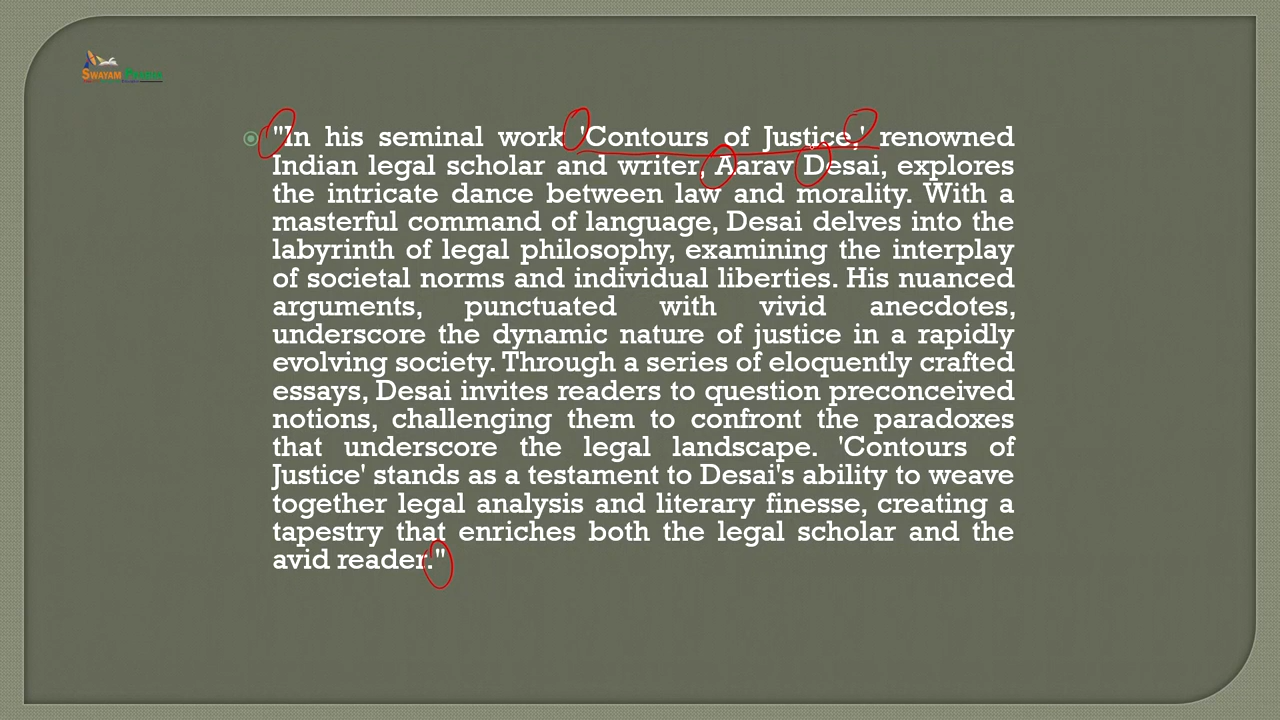 SWAYAM PRABHA
"In his seminal work 'Contours of Justice,' renowned
Indian legal scholar and writer, Aarav Desai, explores
the intricate dance between law and morality. With a
masterful command of language, Desai delves into the
labyrinth of legal philosophy, examining the interplay
of societal norms and individual liberties. His nuanced
arguments, punctuated with vivid anecdotes,
underscore the dynamic nature of justice in a rapidly
evolving society. Through a series of eloquently crafted
essays, Desai invites readers to question preconceived
notions, challenging them to confront the paradoxes
that underscore the legal landscape. 'Contours of
Justice' stands as a testament to Desai's ability to weave
together legal analysis and literary finesse, creating a
tapestry that enriches both the legal scholar and the
avid reader."